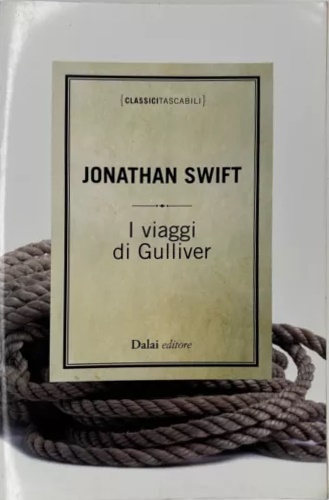 {CLASSICITASCABILI}
JONATHAN SWIFT
I viaggi
di Gulliver
Dalai editore